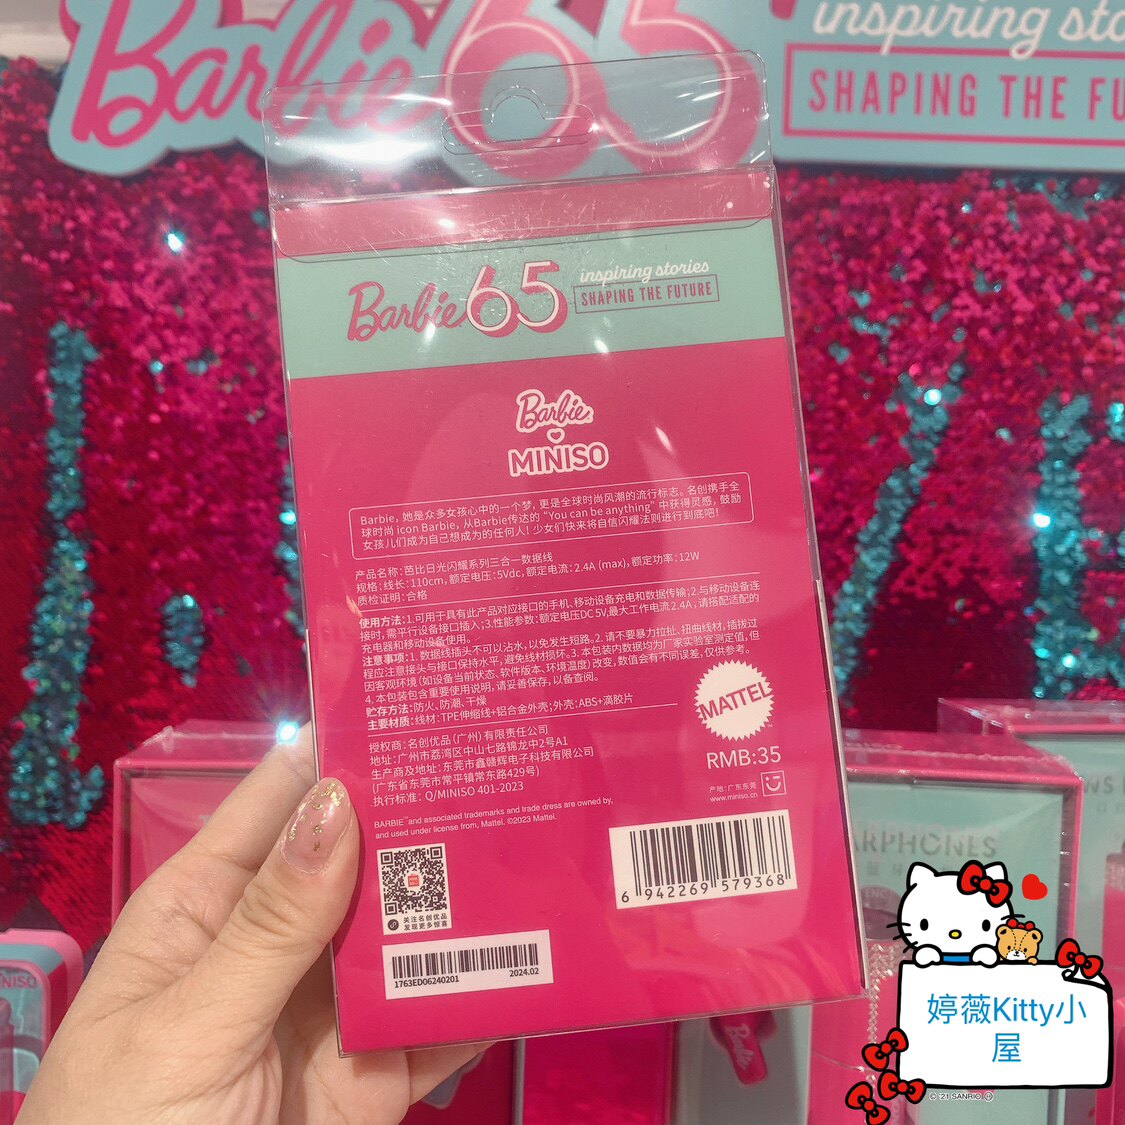 Barbie 65
inspiring sto
SHAPING THE FU
Barbie 65
inspiring stories
SHAPING THE FUTURE
Barbie
MINISO
Barbie, 她是众多女孩心中的一个梦, 更是全球时尚风潮的流行标志。名创携手全
球时尚 icon Barbie, 从Barbie传达的 “You can be anything” 中获得灵感, 鼓励
女孩儿们成为自己想成为的任何人! 少女们快来将自信闪耀法则进行到底吧!
产品名称: 芭比日光闪耀系列三合一数据线
规格: 线长: 110cm, 额定电压: 5Vdc, 额定电流: 2.4A (max), 额定功率: 12W
质检证明: 合格
使用方法: 1.可用于具有此产品对应接口的手机、移动设备充电和数据传输; 2.与移动设备连
接时, 需平行设备接口插入; 3.性能参数: 额定电压DC 5V,最大工作电流2.4A, 请搭配适配的
充电器和移动设备使用。
注意事项: 1. 数据线插头不可以沾水, 以免发生短路。2. 请不要暴力拉扯、扭曲线材, 插拔过
程应注意接头与接口保持水平, 避免线材损坏。3. 本包装内数据均为厂家实验室测定值, 但
因客观环境 (如设备当前状态、软件版本、环境温度) 改变, 数值会有不同误差, 仅供参考。
4. 本包装包含重要使用说明, 请妥善保存, 以备查阅。
贮存方法: 防火、防潮、干燥
主要材质: 线材: TPE伸缩线+铝合金外壳; 外壳: ABS+滴胶片
授权商: 名创优品 (广州) 有限责任公司
地址: 广州市荔湾区中山七路锦龙中2号A1
生产商及地址: 东莞市鑫赣辉电子科技有限公司
(广东省东莞市常平镇常东路429号)
执行标准: Q/MINISO 401-2023
MATTEL
RMB:35
产地: 广东东莞
www.miniso.cn
BARBIE™ and associated trademarks and trade dress are owned by,
and used under license from, Mattel. ©2023 Mattel.
关注名创优品
发现更多惊喜
6 942269 579368
1763ED06240201
2024.02
MINISO
ARPHONES
Barbie
婷薇Kitty小
屋
© '21 SANRIO